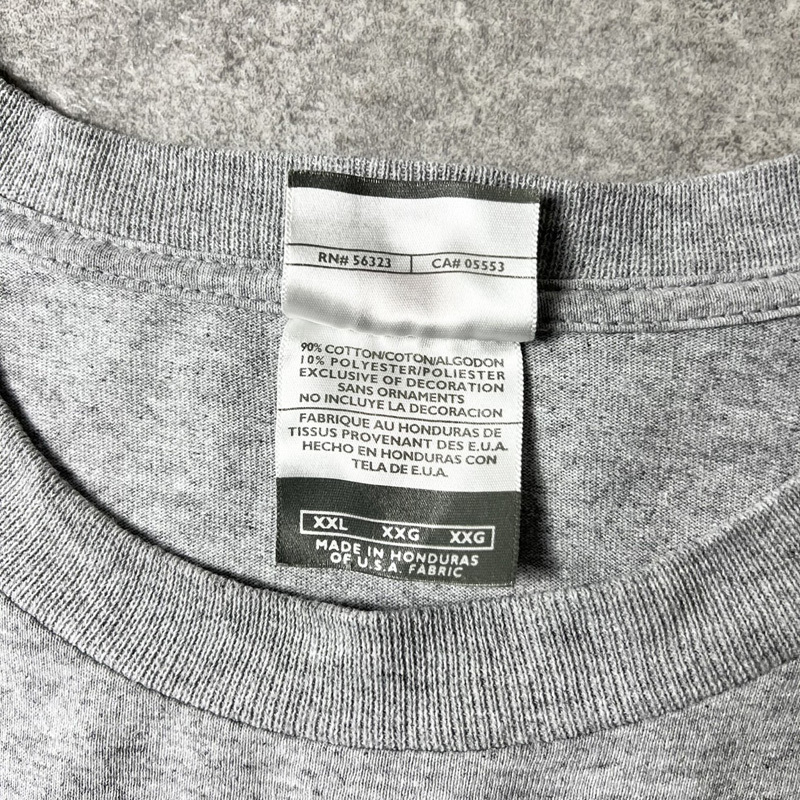 RN# 56323 | CA# 05553
90% COTTON/COTON/ALGODON
10% POLYESTER/POLIESTER
EXCLUSIVE OF DECORATION
SANS ORNAMENTS
NO INCLUYE LA DECORACION
FABRIQUE AU HONDURAS DE
TISSUS PROVENANT DES E.U.A.
HECHO EN HONDURAS CON
TELA DE E.U.A.
XXL XXG XXG
MADE IN HONDURAS
OF U.S.A. FABRIC